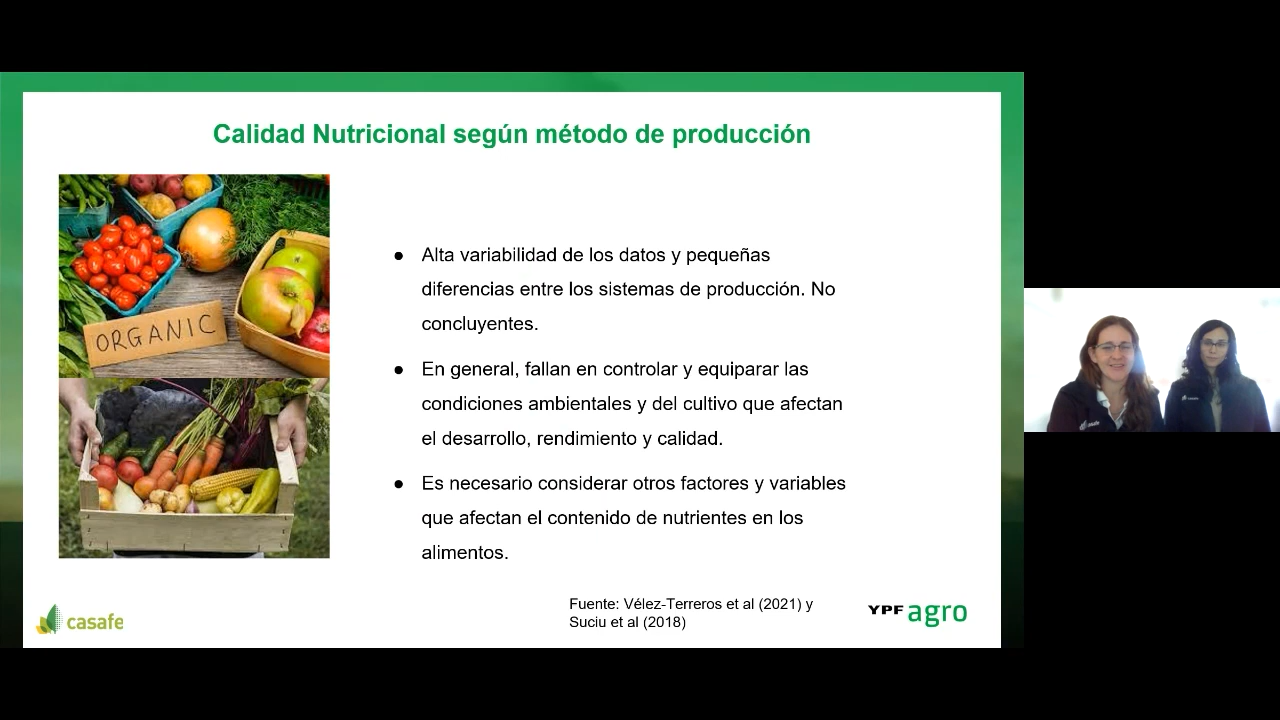 Calidad Nutricional según método de producción
ORGANIC
● Alta variabilidad de los datos y pequeñas
diferencias entre los sistemas de producción. No
concluyentes.
● En general, fallan en controlar y equiparar las
condiciones ambientales y del cultivo que afectan
el desarrollo, rendimiento y calidad.
● Es necesario considerar otros factores y variables
que afectan el contenido de nutrientes en los
alimentos.
Fuente: Vélez-Terreros et al (2021) y
Suciu et al (2018)
casafe
YPF agro
casafe